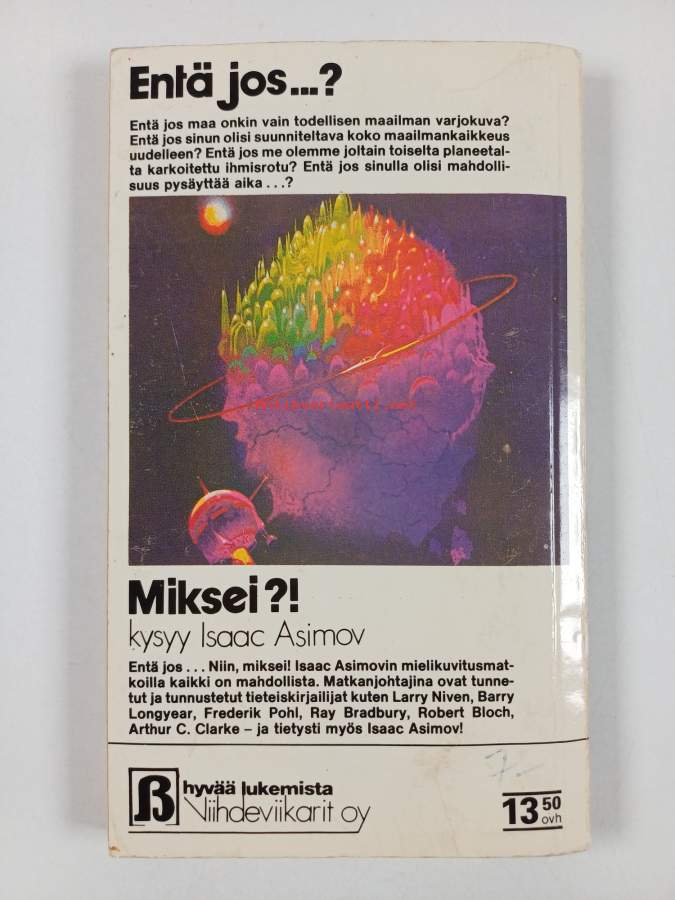 Entä jos...?
Entä jos maa onkin vain todellisen maailman varjokuva?
Entä jos sinun olisi suunniteltava koko maailmankaikkeus
uudelleen? Entä jos me olemme joltain toiselta planeetal-
ta karkoitettu ihmisrotu? Entä jos sinulla olisi mahdolli-
suus pysäyttää aika...?
Miksei?!
kysyy Isaac Asimov
Entä jos... Niin, miksei! Isaac Asimovin mielikuvitusmat-
koilla kaikki on mahdollista. Matkanjohtajina ovat tunne-
tut ja tunnustetut tieteiskirjailijat kuten Larry Niven, Barry
Longyear, Frederik Pohl, Ray Bradbury, Robert Bloch,
Arthur C. Clarke – ja tietysti myös Isaac Asimov!
7.-
hyvää lukemista
Viihdeviikarit oy
13 50
ovh